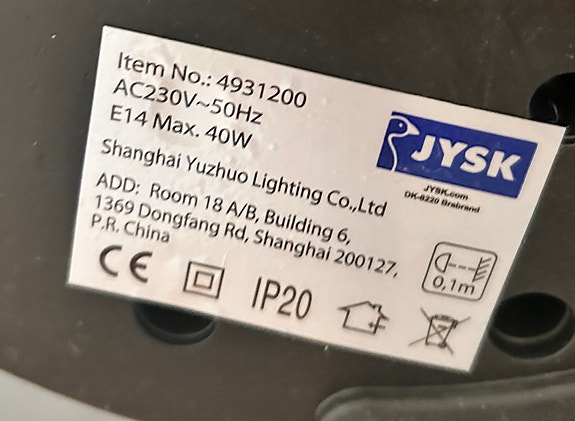 Item No.: 4931200
AC230V~50Hz
E14 Max. 40W
Shanghai Yuzhuo Lighting Co.,Ltd
ADD: Room 18 A/B, Building 6,
1369 Dongfang Rd, Shanghai 200127,
P.R. China
JYSK
JYSK.com
DK-8220 Brabrand
0,1m
CE
IP20